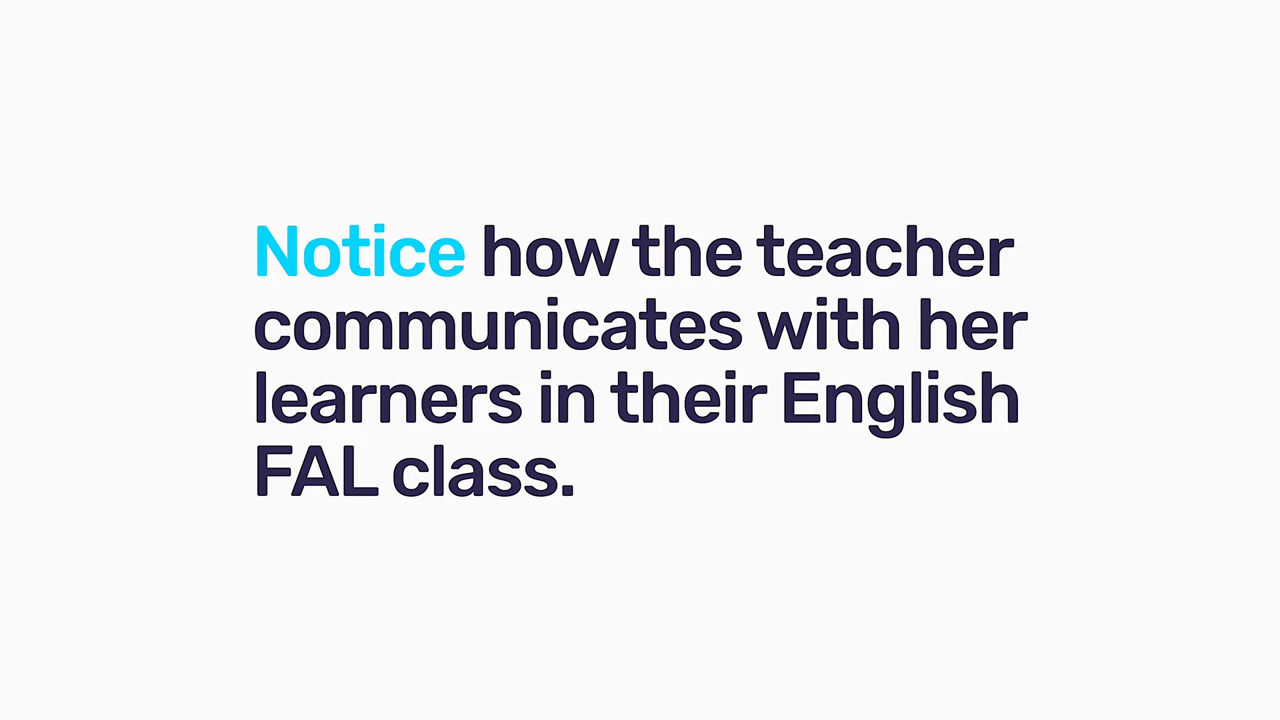 Notice how the teacher
communicates with her
learners in their English
FAL class.